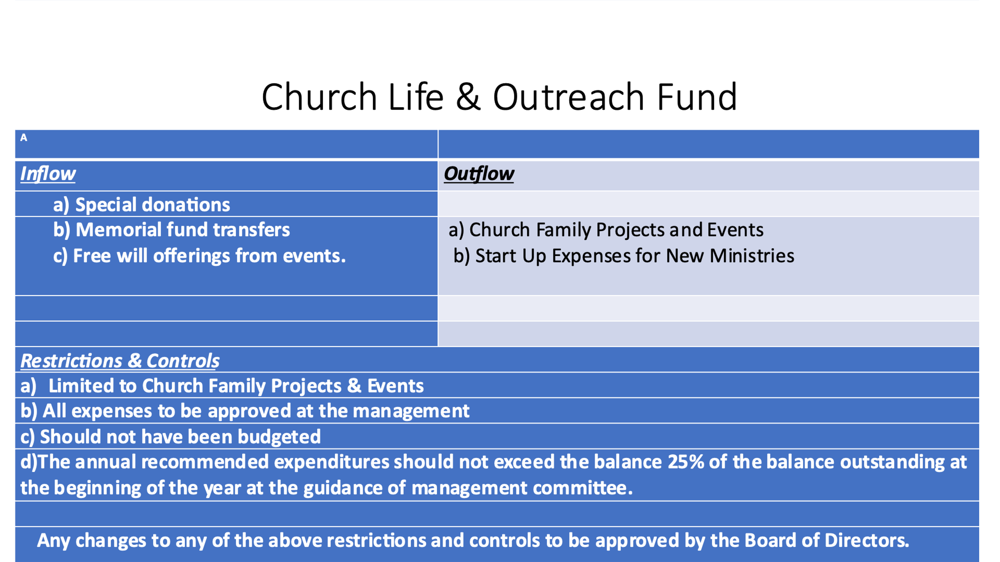 Church Life & Outreach Fund
A
Inflow
Outflow
a) Special donations
b) Memorial fund transfers
c) Free will offerings from events.
a) Church Family Projects and Events
b) Start Up Expenses for New Ministries
Restrictions & Controls
a) Limited to Church Family Projects & Events
b) All expenses to be approved at the management
c) Should not have been budgeted
d)The annual recommended expenditures should not exceed the balance 25% of the balance outstanding at
the beginning of the year at the guidance of management committee.
Any changes to any of the above restrictions and controls to be approved by the Board of Directors.